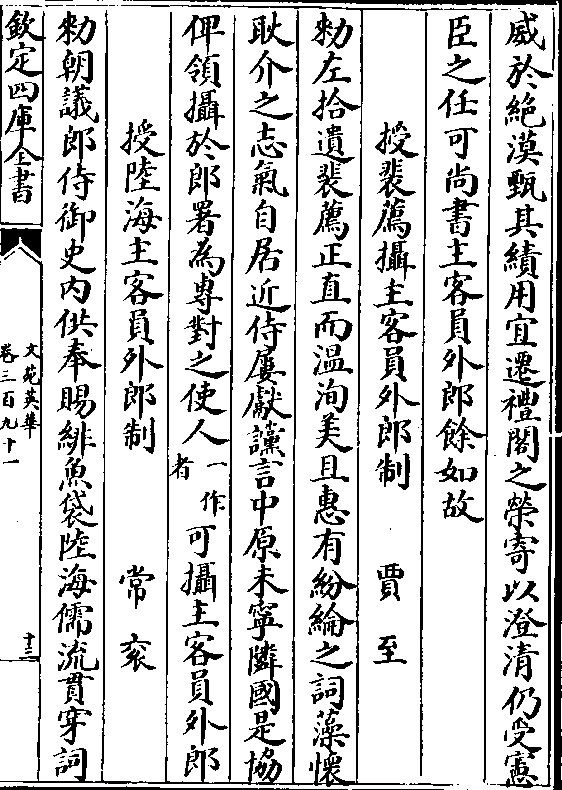 威於絶漠甄其績用宜遷禮閣之榮寄以澄清仍受憲
臣之任可尚書主客員外郎餘如故
授裴薦攝主客員外郎制 賈至
勑左拾遺裴薦正直而溫洵美且惠有紛綸之詞藻懷
耿介之志氣自居近侍屢獻讜言中原未寧隣國是協
俾領攝於郎署為専對之使人一作者可攝主客員外郎
授陸海主客員外郎制 常衮
勑朝議郎侍御史内供奉賜緋魚袋陸海儒流貫穿詞
欽定四庫全書
文苑英華
卷三百九十一
十三